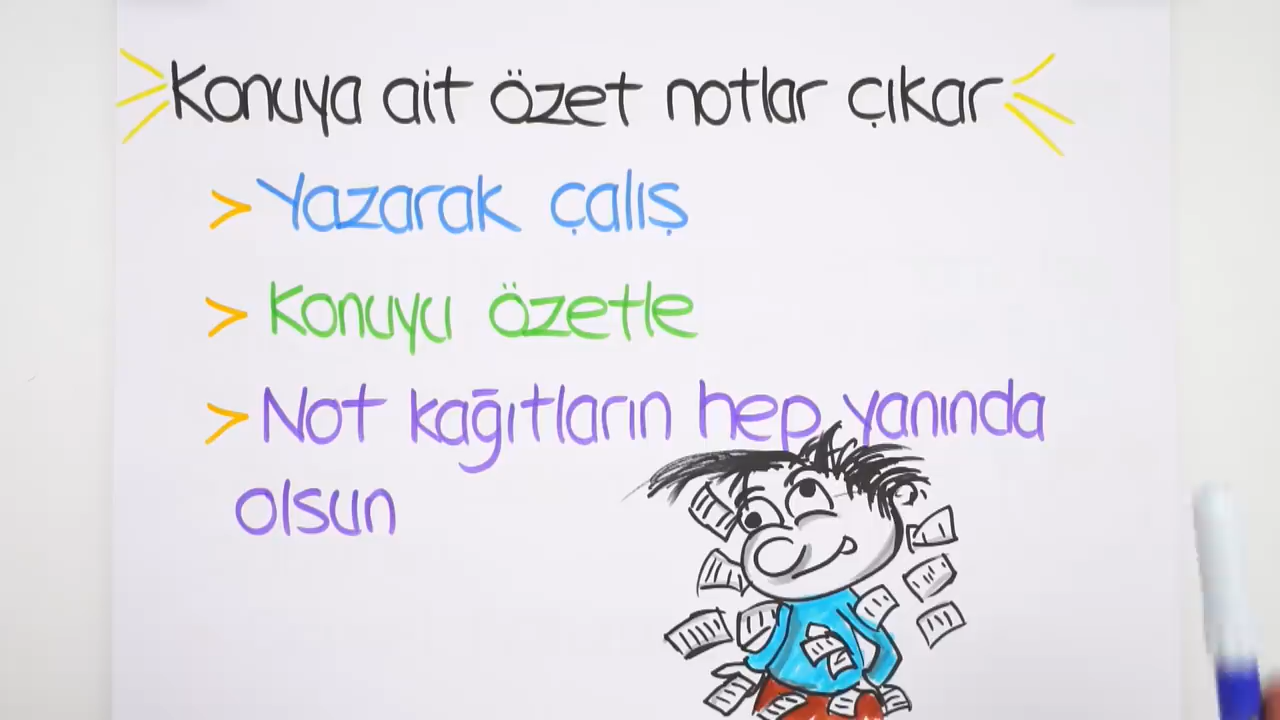 Konuya ait özet notlar çıkar
> Yazarak çalış
> Konuyu özetle
> Not kağıtların hep yanında
olsun